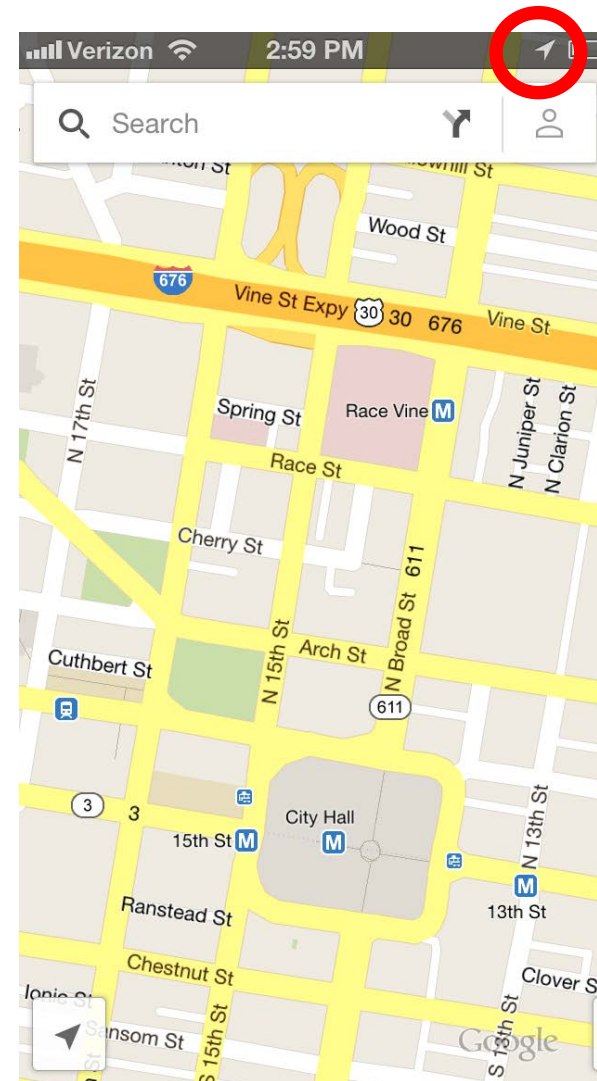 Verizon 2:59 PM
Search
Wood St
676
Vine St Expy 30 30 676 Vine St
N 17th St
Spring St
Race Vine M
N Juniper St
N Clarion St
Race St
Cherry St
611
N Broad St
N 15th St
Arch St
Cuthbert St
611
3 3
City Hall
15th St M
M
N 13th St
M
13th St
Ranstead St
Chestnut St
Clover S
S 15th St
S 13th St
Google